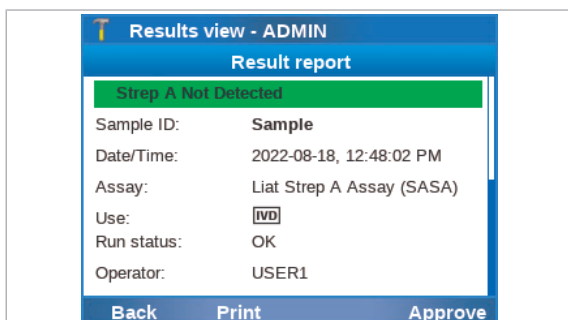 Results view - ADMIN
Result report
Strep A Not Detected
Sample ID: Sample
Date/Time: 2022-08-18, 12:48:02 PM
Assay: Liat Strep A Assay (SASA)
Use: IVD
Run status: OK
Operator: USER1
Back Print Approve